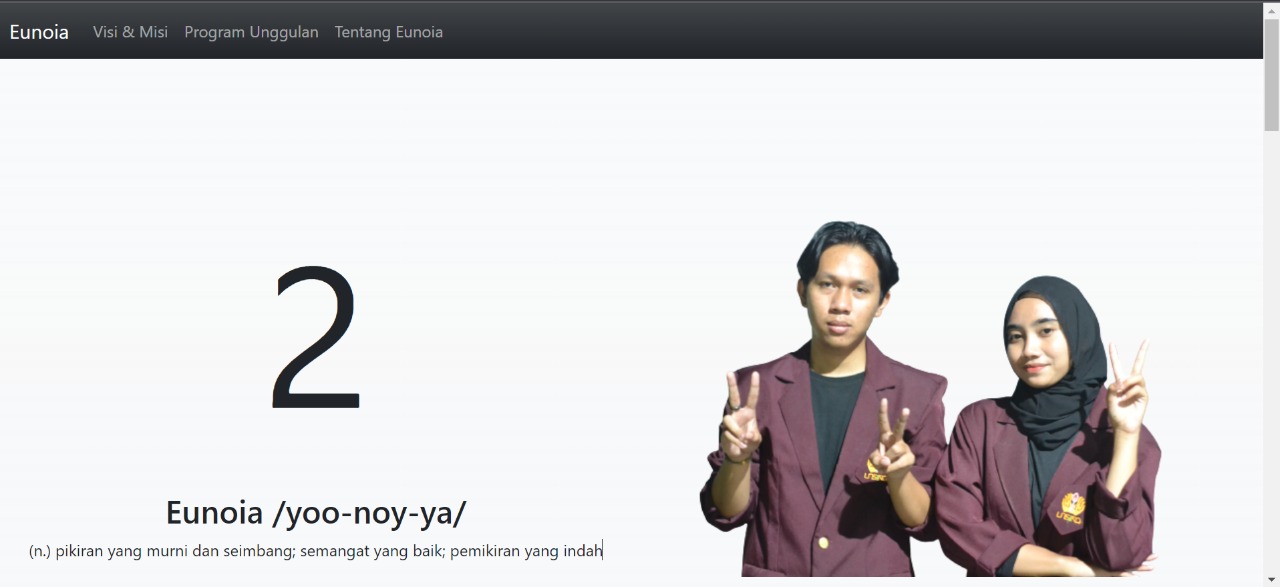 Eunoia Visi & Misi Program Unggulan Tentang Eunoia
2
Eunoia /yoo-noy-ya/
(n.) pikiran yang murni dan seimbang; semangat yang baik; pemikiran yang indah